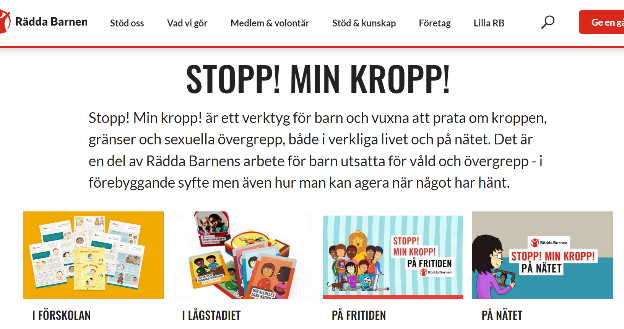 Rädda Barnen Stöd oss Vad vi gör Medlem & volontär Stöd & kunskap Företag Lilla RB Ge en gå
STOPP! MIN KROPP!
Stopp! Min kropp! är ett verktyg för barn och vuxna att prata om kroppen,
gränser och sexuella övergrepp, både i verkliga livet och på nätet. Det är
en del av Rädda Barnens arbete för barn utsatta för våld och övergrepp - i
förebyggande syfte men även hur man kan agera när något har hänt.
STOPP!
MIN KROPP!
PÅ FRITIDEN
Rädda Barnen
Rädda Barnen
STOPP! MIN KROPP!
PÅ NÄTET
I FÖRSKOLAN I LÅGSTADIET PÅ FRITIDEN PÅ NÄTET